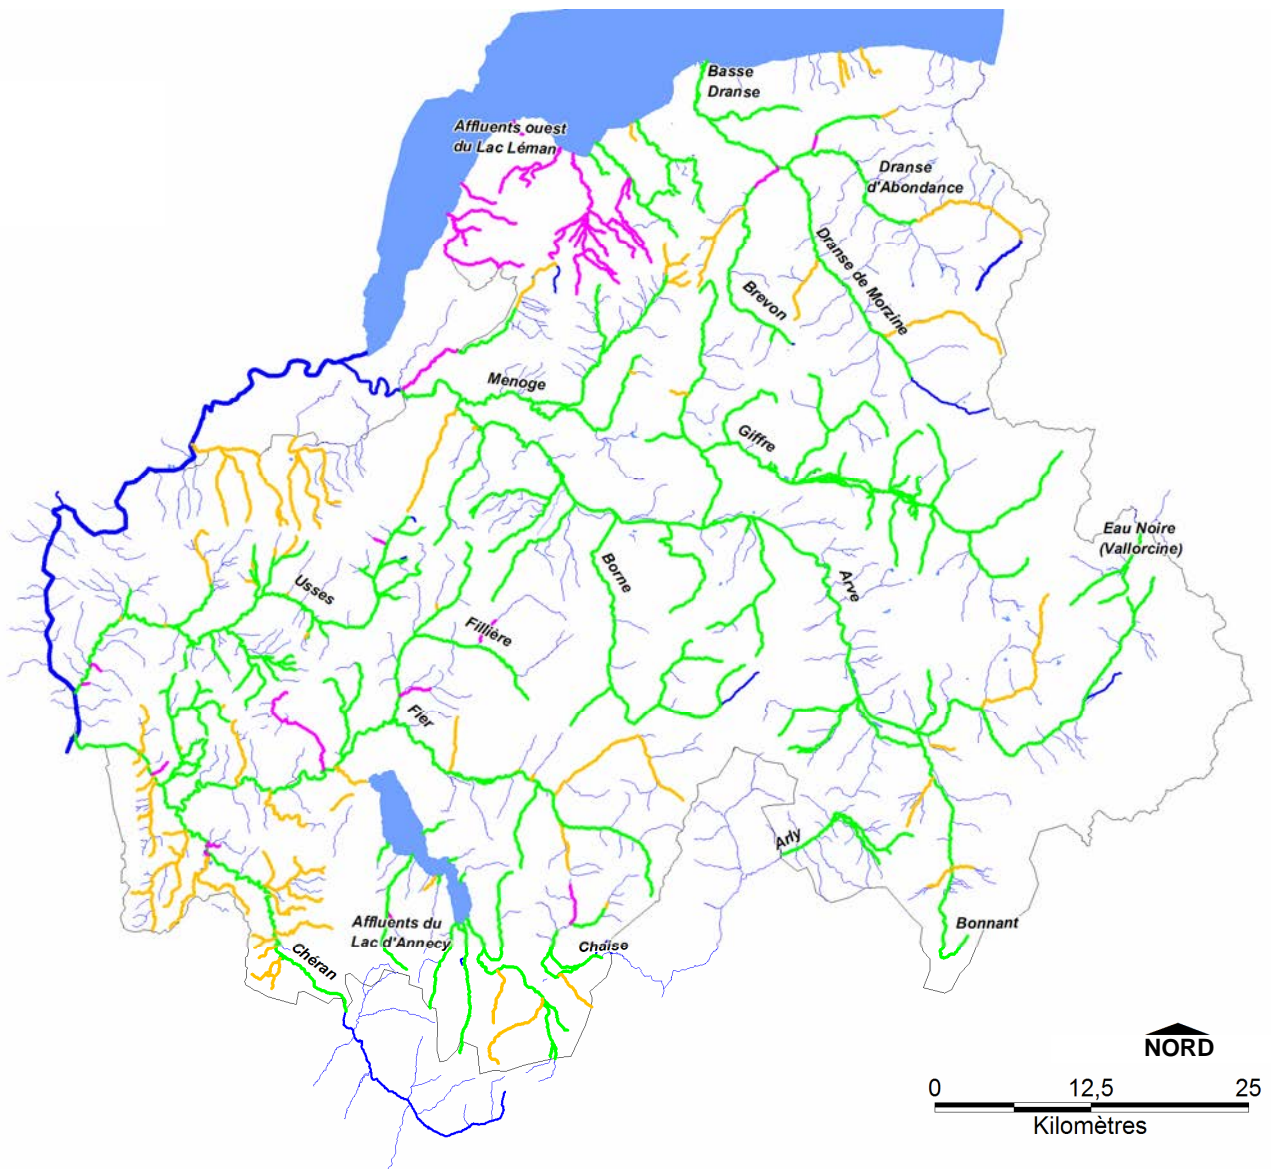 Basse
Dranse
Affluents ouest
du Lac Léman
Dranse
d'Abondance
Dranse de Morzine
Brevon
Menoge
Giffre
Eau Noire
(Vallorcine)
Usses
Borne
Arve
Fillière
Fier
Arly
Affluents du
Lac d'Annecy
Chaise
Bonnant
Chéran
NORD
0 12,5 25
Kilomètres